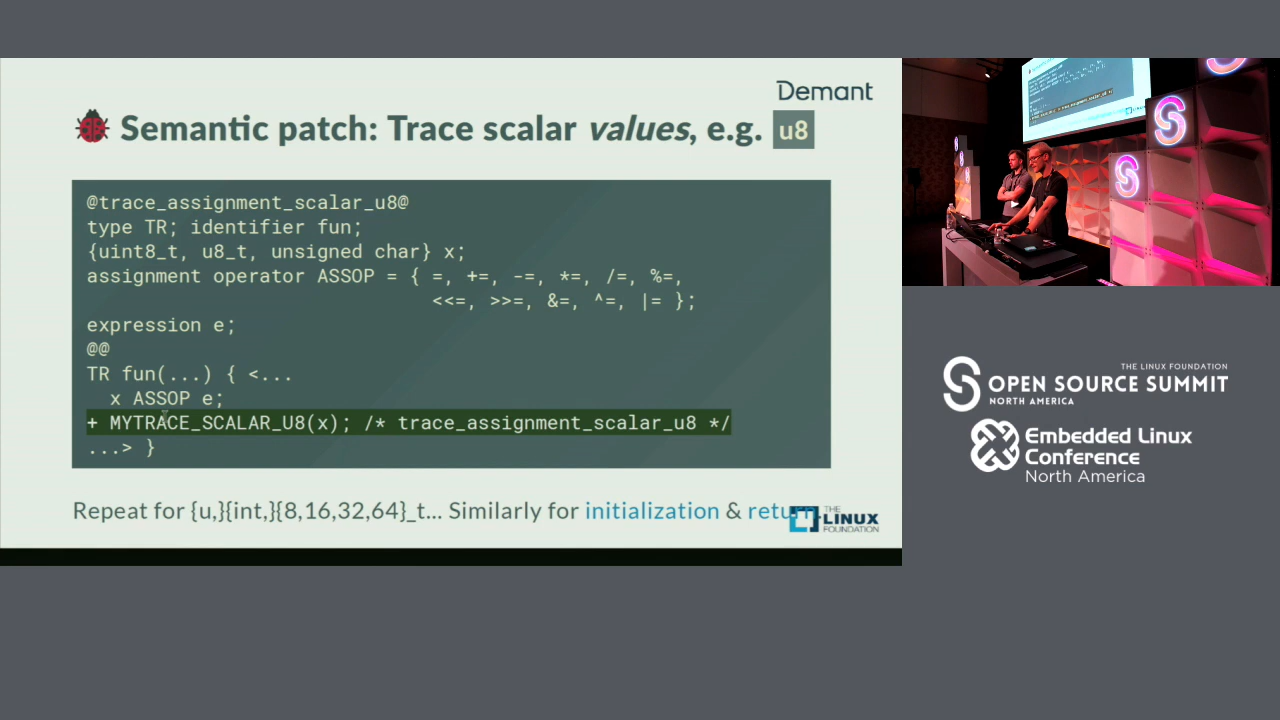 Demant
Semantic patch: Trace scalar values, e.g. u8
@trace_assignment_scalar_u8@
type TR; identifier fun;
{uint8_t, u8_t, unsigned char} x;
assignment operator ASSOP = { =, +=, -=, *=, /=, %=,
<<=, >>=, &=, ^=, |= };
expression e;
@@
TR fun(...) { <...
x ASSOP e;
+ MYTRACE_SCALAR_U8(x); /* trace_assignment_scalar_u8 */
...> }
Repeat for {u,}{int,}{8,16,32,64}_t... Similarly for initialization &
THE
LINUX
FOUNDATION
THE LINUX FOUNDATION
OPEN SOURCE SUMMIT
NORTH AMERICA
Embedded Linux
Conference
North America